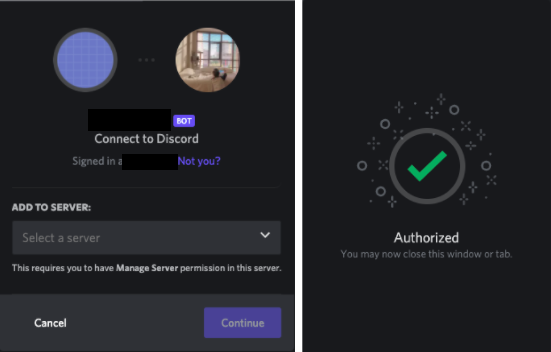 BOT
Connect to Discord
Signed in a Not you?
ADD TO SERVER:
Select a server
This requires you to have Manage Server permission in this server.
Cancel
Continue
Authorized
You may now close this window or tab.